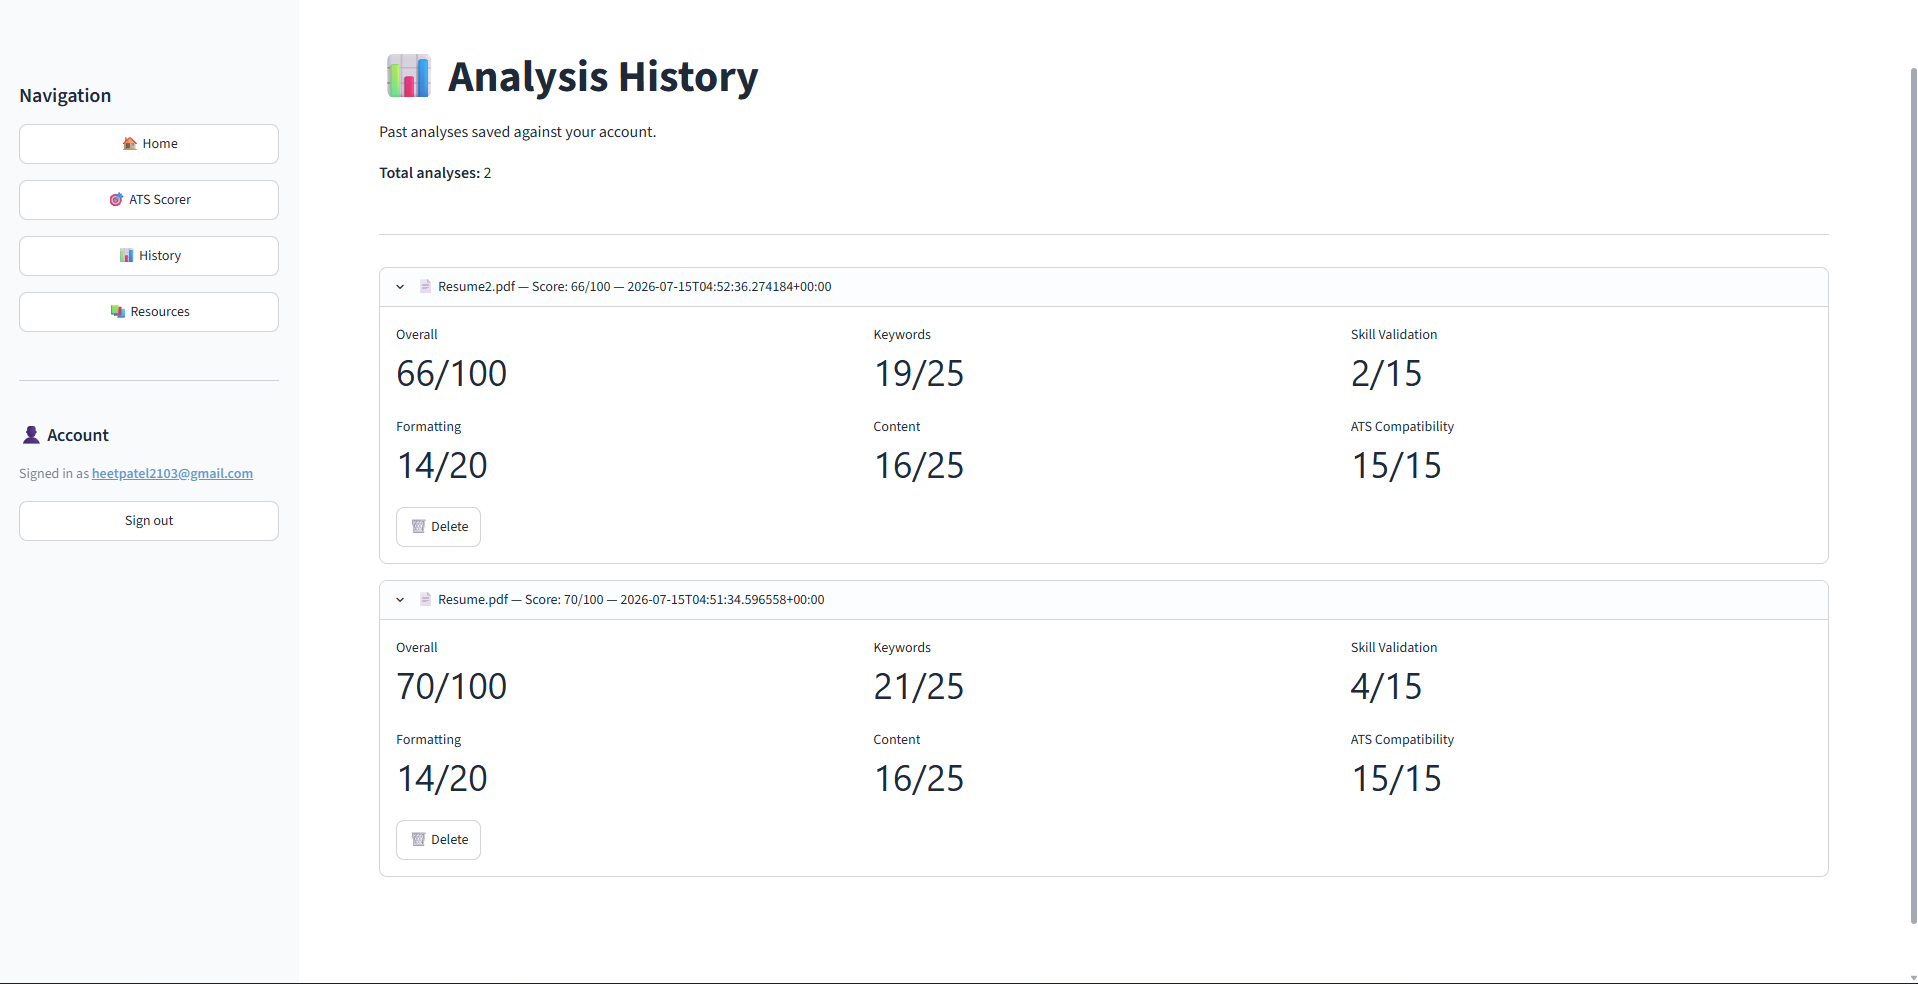 Navigation
Home
ATS Scorer
History
Resources
Account
Signed in as heetpatel2103@gmail.com
Sign out
Analysis History
Past analyses saved against your account.
Total analyses: 2
Resume2.pdf — Score: 66/100 — 2026-07-15T04:52:36.274184+00:00
Overall Keywords Skill Validation
66/100 19/25 2/15
Formatting Content ATS Compatibility
14/20 16/25 15/15
Delete
Resume.pdf — Score: 70/100 — 2026-07-15T04:51:34.596558+00:00
Overall Keywords Skill Validation
70/100 21/25 4/15
Formatting Content ATS Compatibility
14/20 16/25 15/15
Delete